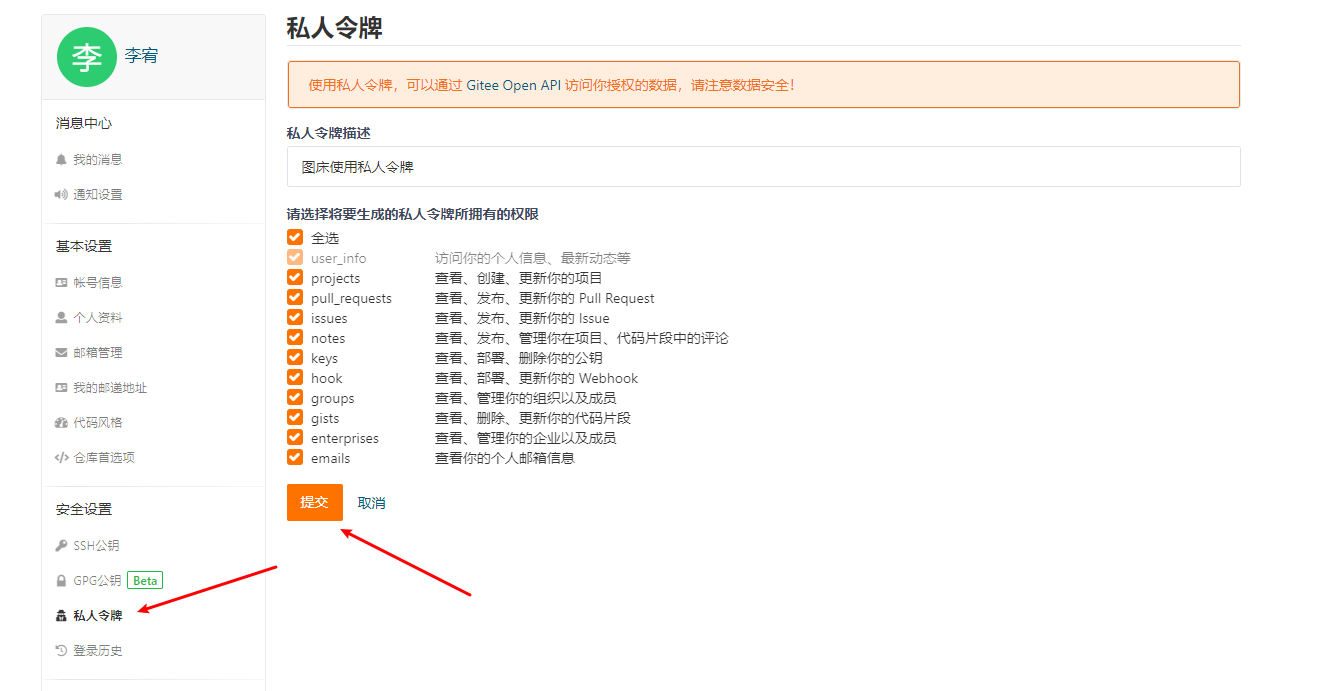 李
李宥
消息中心
我的消息
通知设置
基本设置
帐号信息
个人资料
邮箱管理
我的邮递地址
代码风格
仓库首选项
安全设置
SSH公钥
GPG公钥 Beta
私人令牌
登录历史
私人令牌
使用私人令牌，可以通过 Gitee Open API 访问你授权的数据，请注意数据安全！
私人令牌描述
图床使用私人令牌
请选择将要生成的私人令牌所拥有的权限
全选
user_info 访问你的个人信息、最新动态等
projects 查看、创建、更新你的项目
pull_requests 查看、发布、更新你的 Pull Request
issues 查看、发布、更新你的 Issue
notes 查看、发布、管理你在项目、代码片段中的评论
keys 查看、部署、删除你的公钥
hook 查看、部署、更新你的 Webhook
groups 查看、管理你的组织以及成员
gists 查看、删除、更新你的代码片段
enterprises 查看、管理你的企业以及成员
emails 查看你的个人邮箱信息
提交 取消